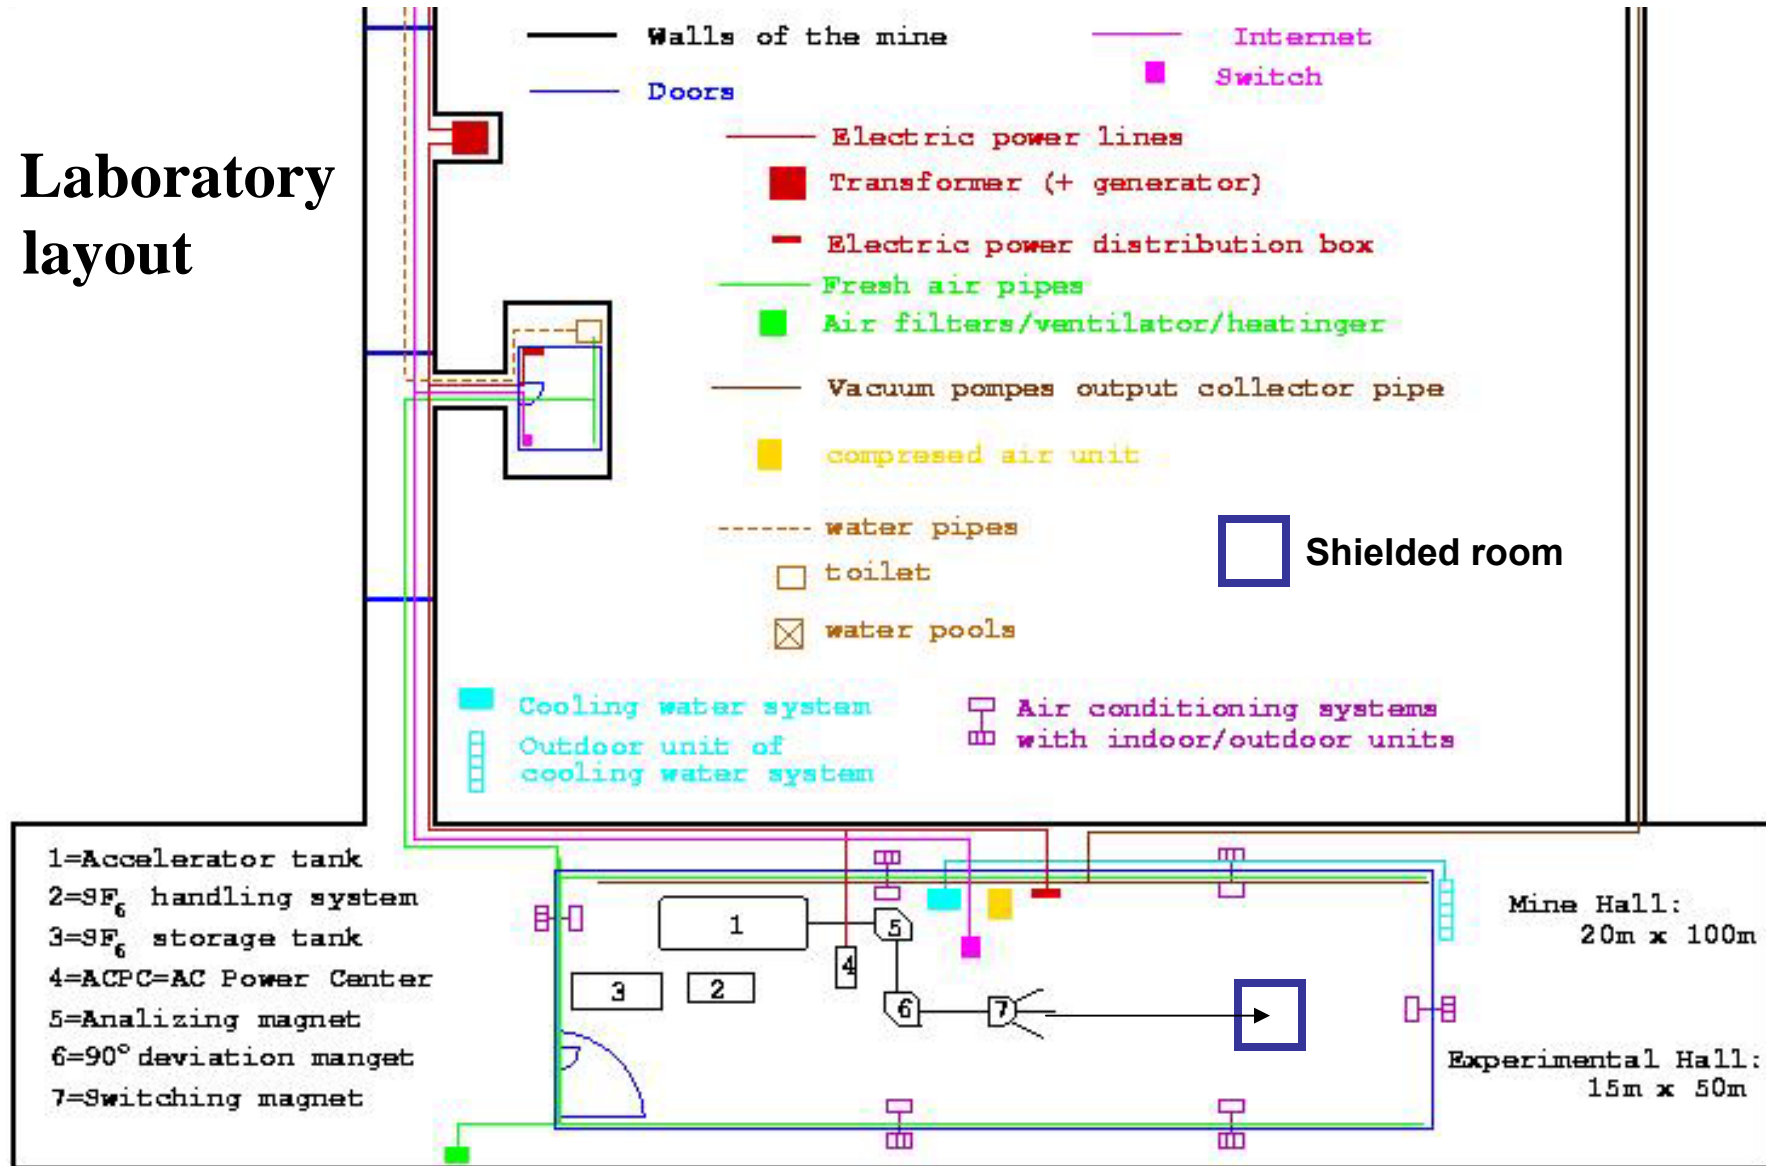 Laboratory
layout
Walls of the mine
Doors
Internet
Switch
Electric power lines
Transformer (+ generator)
Electric power distribution box
Fresh air pipes
Air filters/ventilator/heatinger
Vacuum pompes output collector pipe
compresed air unit
water pipes
toilet
water pools
Shielded room
Cooling water system
Outdoor unit of
cooling water system
Air conditioning systems
with indoor/outdoor units
1=Accelerator tank
2=SF6 handling system
3=SF6 storage tank
4=ACPC=AC Power Center
5=Analizing magnet
6=90° deviation manget
7=Switching magnet
1
2
3
4
5
6
7
Mine Hall:
20m x 100m
Experimental Hall:
15m x 50m